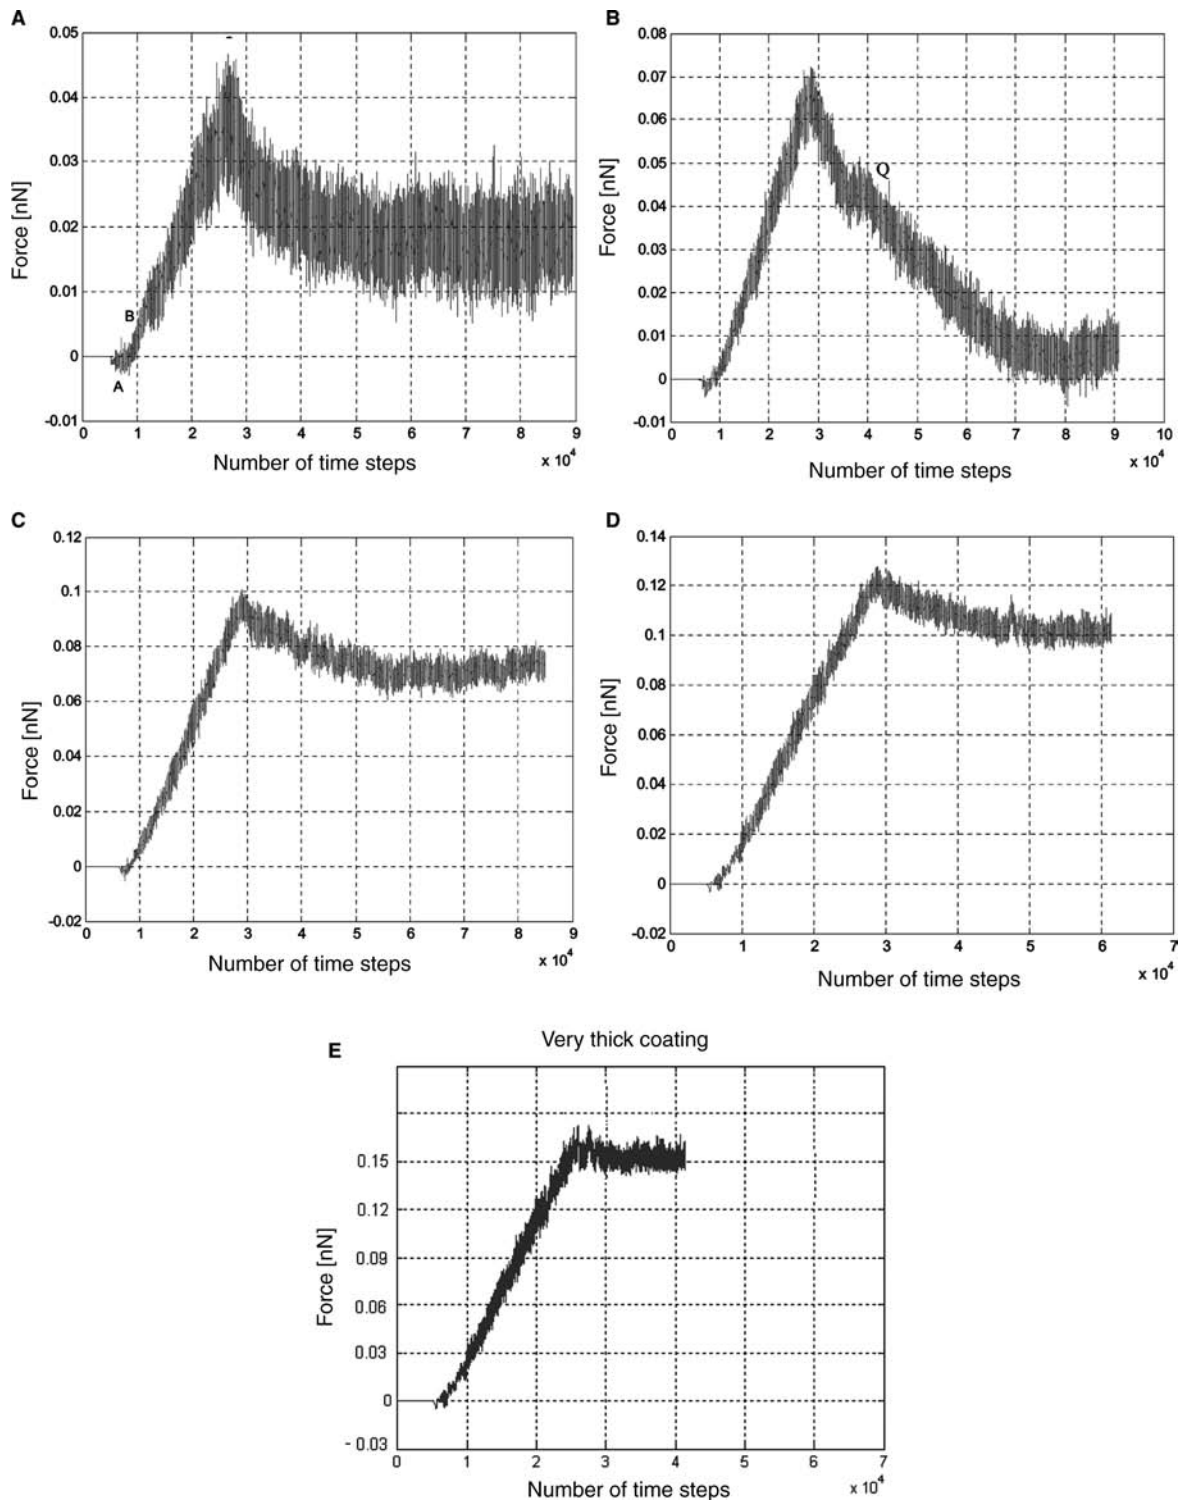 A
0.05
0.04
0.03
0.02
0.01
0
-0.01
Force [nN]
B
A
0 1 2 3 4 5 6 7 8 9
x 10^4
Number of time steps
B
0.08
0.07
0.06
0.05
0.04
0.03
0.02
0.01
0
-0.01
Force [nN]
Q
0 1 2 3 4 5 6 7 8 9 10
x 10^4
Number of time steps
C
0.12
0.1
0.08
0.06
0.04
0.02
0
-0.02
Force [nN]
0 1 2 3 4 5 6 7 8 9
x 10^4
Number of time steps
D
0.14
0.12
0.1
0.08
0.06
0.04
0.02
0
-0.02
Force [nN]
0 1 2 3 4 5 6 70
x 10^4
Number of time steps
E
Very thick coating
0.15
0.12
0.09
0.06
0.03
0
- 0.03
Force [nN]
0 1 2 3 4 5 6 7
x 10^4
Number of time steps